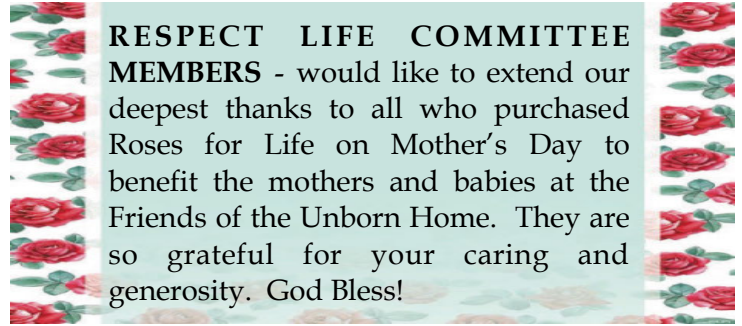 RESPECT LIFE COMMITTEE
MEMBERS - would like to extend our
deepest thanks to all who purchased
Roses for Life on Mother’s Day to
benefit the mothers and babies at the
Friends of the Unborn Home.  They are
so grateful for your caring and
generosity.  God Bless!